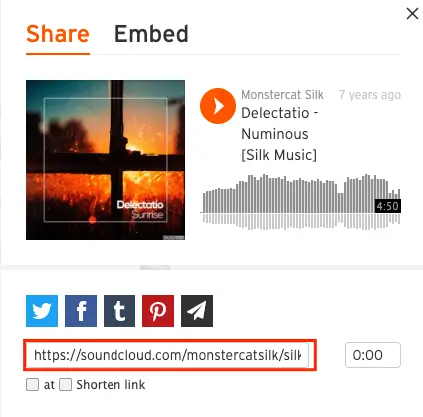 Share Embed
Monstercat Silk 7 years ago
Delectatio -
Numinous
[Silk Music]
Delectatio
Sunrise
4:50
https://soundcloud.com/monstercatsilk/silk
0:00
at Shorten link